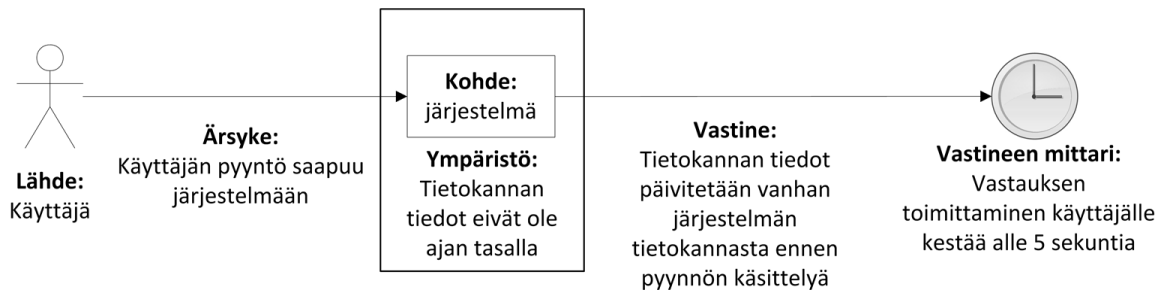 Lähde:
Käyttäjä
Ärsyke:
Käyttäjän pyyntö saapuu
järjestelmään
Kohde:
järjestelmä
Ympäristö:
Tietokannan
tiedot eivät ole
ajan tasalla
Vastine:
Tietokannan tiedot
päivitetään vanhan
järjestelmän
tietokannasta ennen
pyynnön käsittelyä
Vastineen mittari:
Vastauksen
toimittaminen käyttäjälle
kestää alle 5 sekuntia